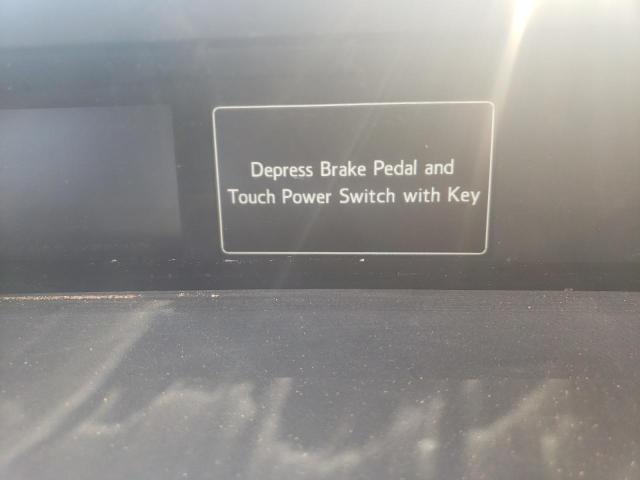 Depress Brake Pedal and
Touch Power Switch with Key